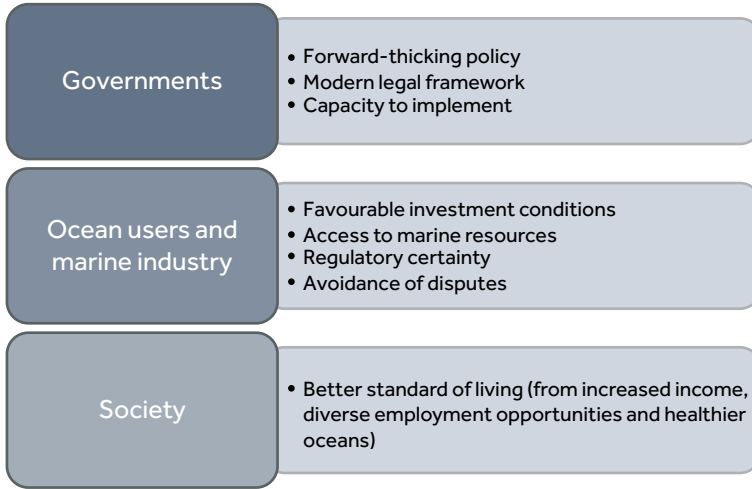 Governments
• Forward-thicking policy
• Modern legal framework
• Capacity to implement
Ocean users and
marine industry
• Favourable investment conditions
• Access to marine resources
• Regulatory certainty
• Avoidance of disputes
Society
• Better standard of living (from increased income,
diverse employment opportunities and healthier
oceans)